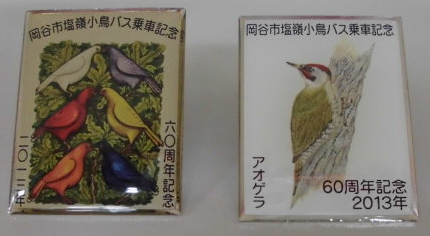 岡谷市塩嶺小鳥バス乗車記念
六〇周年記念
二〇一三年
岡谷市塩嶺小鳥バス乗車記念
アオゲラ
60周年記念
2013年